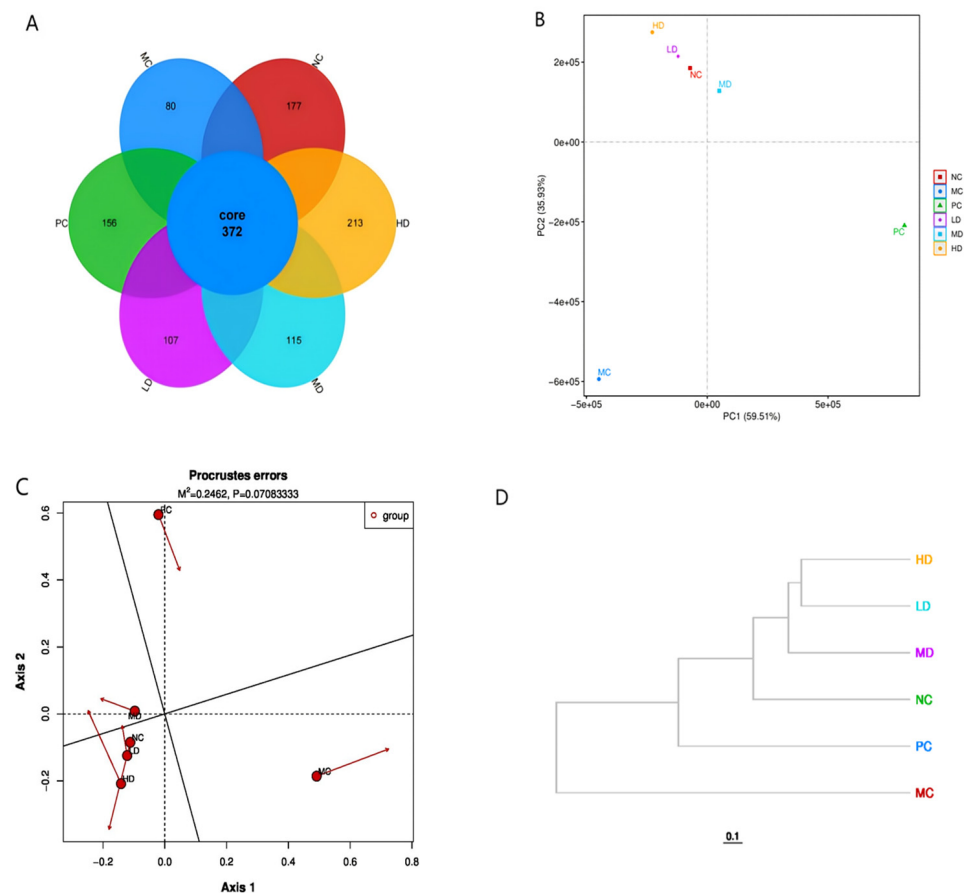 A
MC
NC
80
177
PC
156
core
372
213
HD
107
115
LD
MD
B
HD
LD
NC
MD
PC
MC
2e+05
0e+00
−2e+05
−4e+05
−6e+05
PC2 (35.93%)
−5e+05
0e+00
5e+05
PC1 (59.51%)
NC
MC
PC
LD
MD
HD
C
Procrustes errors
M²=0.2462, P=0.07083333
group
MD
NC
LD
HD
MC
0.6
0.4
0.2
0.0
−0.2
Axis 2
−0.2
0.0
0.2
0.4
0.6
0.8
Axis 1
D
HD
LD
MD
NC
PC
MC
0.1